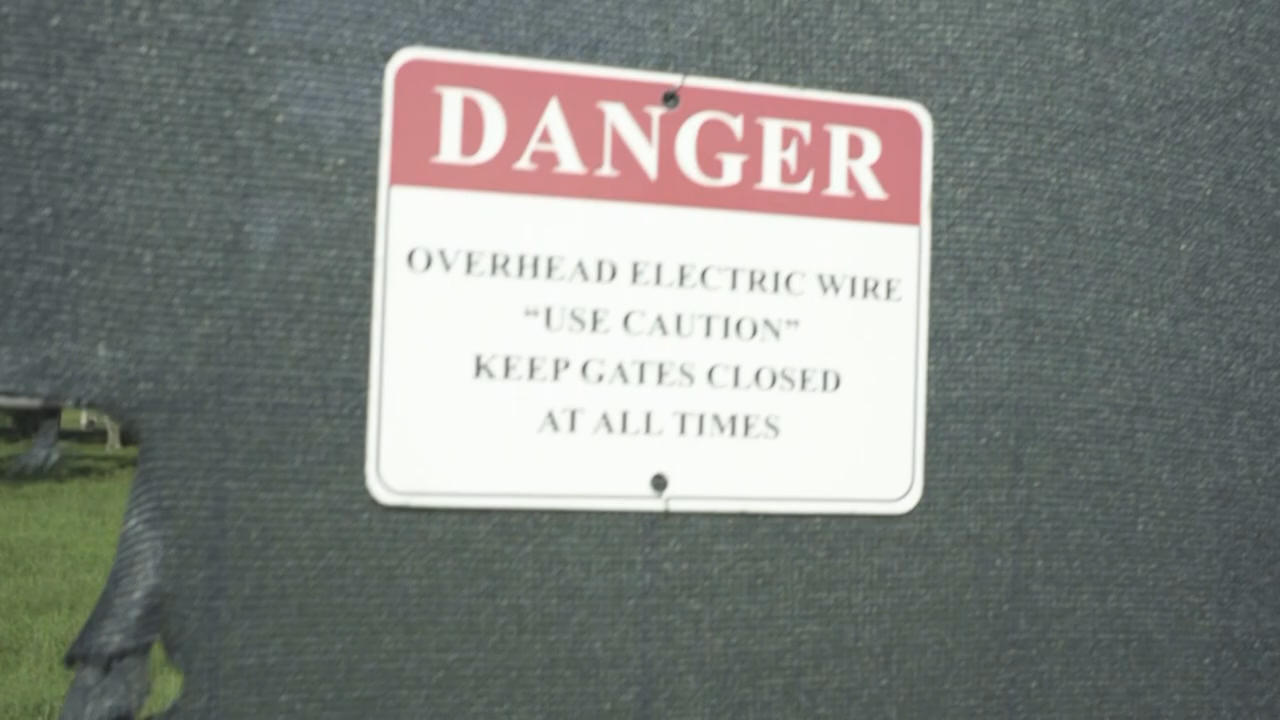 DANGER
OVERHEAD ELECTRIC WIRE
“USE CAUTION”
KEEP GATES CLOSED
AT ALL TIMES